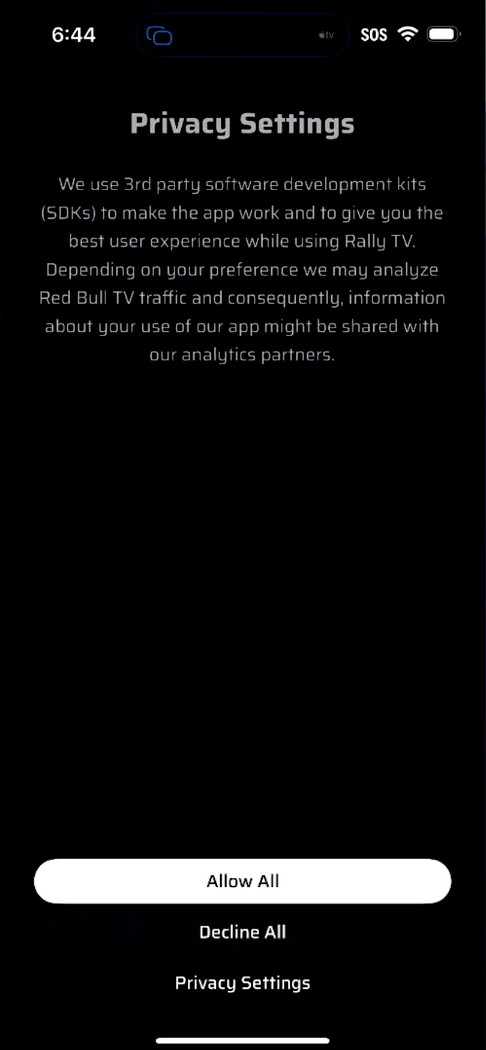 6:44
tv
SOS
Privacy Settings
We use 3rd party software development kits
(SDKs) to make the app work and to give you the
best user experience while using Rally TV.
Depending on your preference we may analyze
Red Bull TV traffic and consequently, information
about your use of our app might be shared with
our analytics partners.
Allow All
Decline All
Privacy Settings